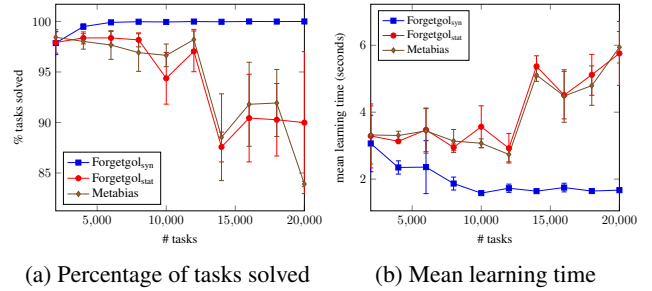 100
95
90
85
% tasks solved
Forgetgol_syn
Forgetgol_stat
Metabias
5,000 10,000 15,000 20,000
# tasks
(a) Percentage of tasks solved
6
4
2
mean learning time (seconds)
Forgetgol_syn
Forgetgol_stat
Metabias
5,000 10,000 15,000 20,000
# tasks
(b) Mean learning time